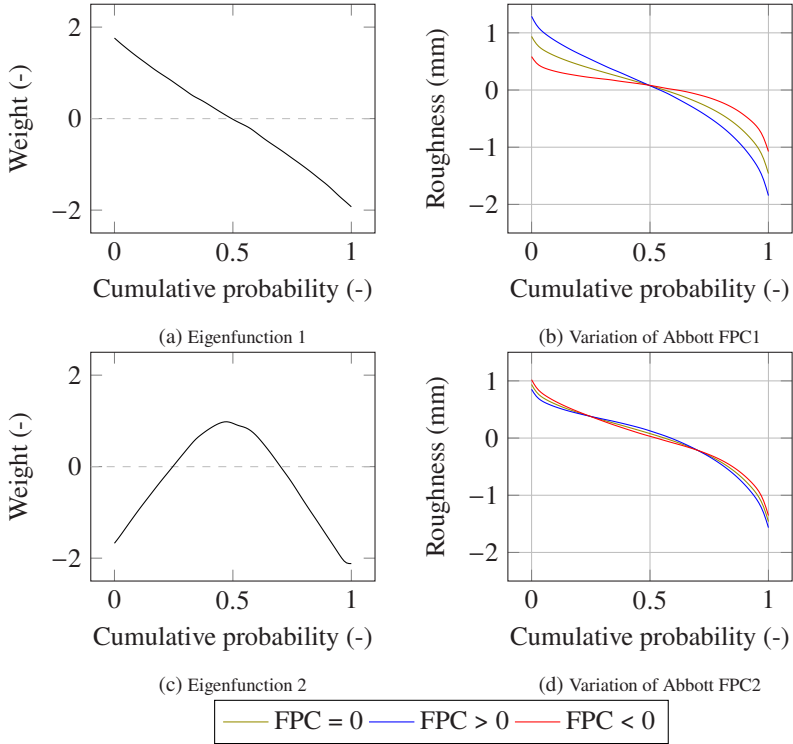 2
0
−2
Weight (-)
0
0.5
1
Cumulative probability (-)
(a) Eigenfunction 1
1
0
−1
−2
Roughness (mm)
0
0.5
1
Cumulative probability (-)
(b) Variation of Abbott FPC1
2
0
−2
Weight (-)
0
0.5
1
Cumulative probability (-)
(c) Eigenfunction 2
1
0
−1
−2
Roughness (mm)
0
0.5
1
Cumulative probability (-)
(d) Variation of Abbott FPC2
FPC = 0 FPC > 0 FPC < 0